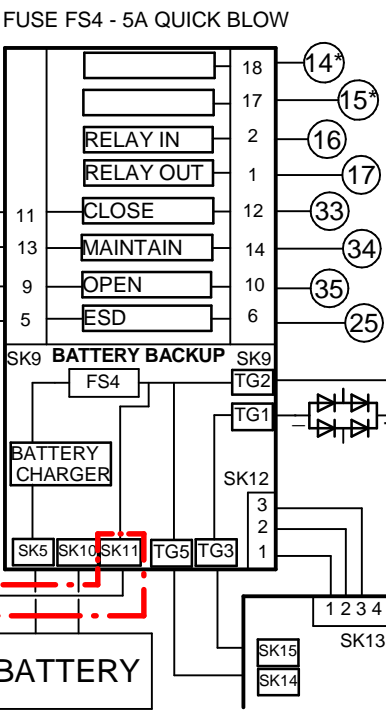 FUSE FS4 - 5A QUICK BLOW
18 14*
17 15*
RELAY IN 2 16
RELAY OUT 1 17
11 CLOSE 12 33
13 MAINTAIN 14 34
9 OPEN 10 35
5 ESD 6 25
SK9 BATTERY BACKUP SK9
FS4 TG2
TG1
BATTERY
CHARGER
SK12
3
2
1
SK5 SK10 SK11 TG5 TG3
1 2 3 4
SK13
SK15
SK14
BATTERY